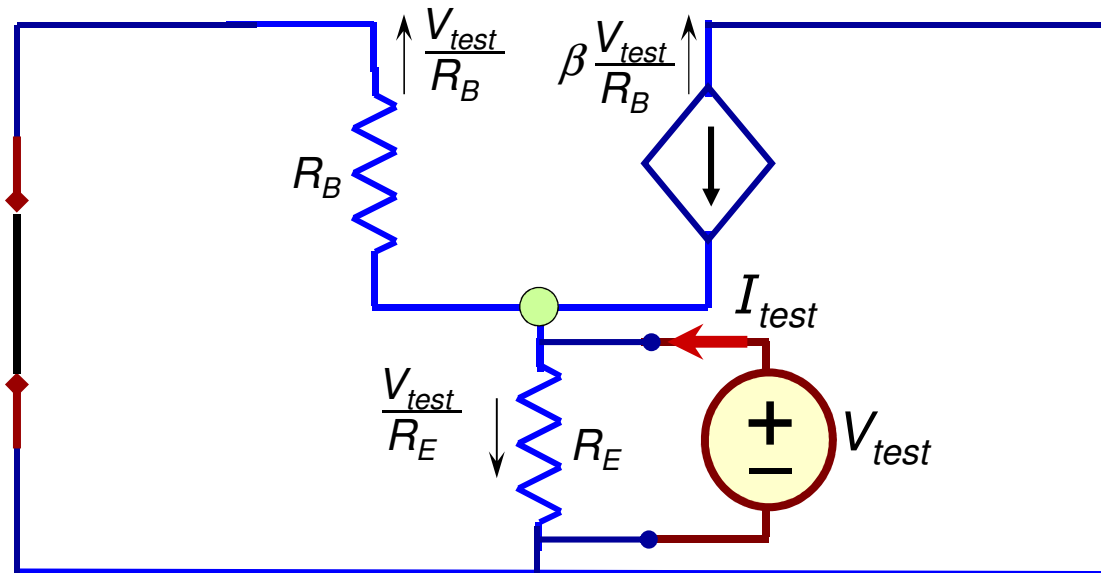 V_test/R_B
β V_test/R_B
R_B
I_test
V_test/R_E
R_E
+
−
V_test